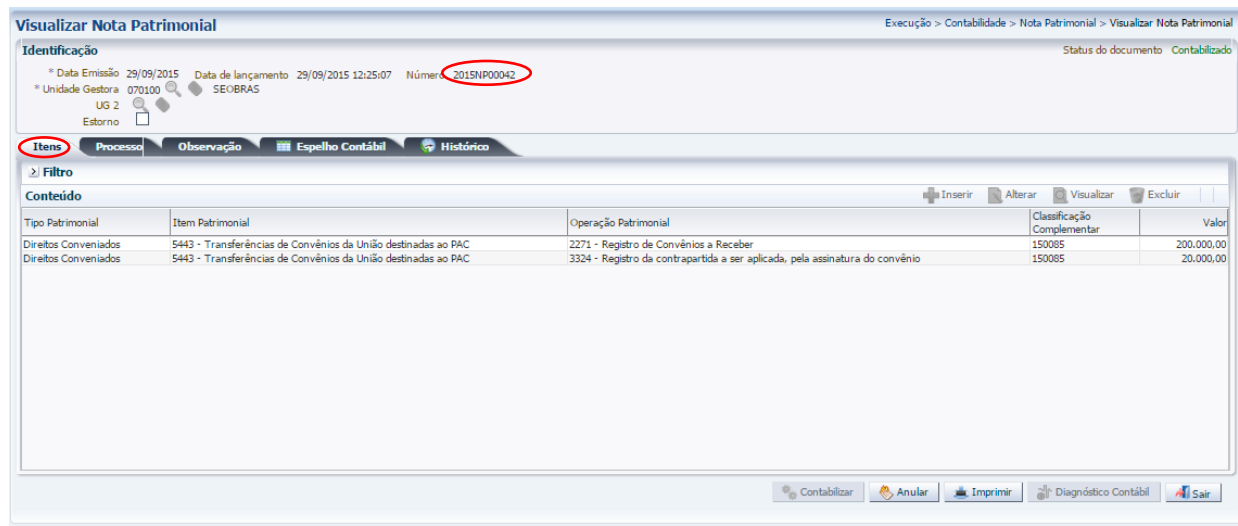 Visualizar Nota Patrimonial
Execução > Contabilidade > Nota Patrimonial > Visualizar Nota Patrimonial
Identificação
Status do documento Contabilizado
* Data Emissão 29/09/2015 Data de lançamento 29/09/2015 12:25:07 Número 2015NP00042
* Unidade Gestora 070100 SEOBRAS
UG 2
Estorno
Itens Processo Observação Espelho Contábil Histórico
Filtro
Conteúdo Inserir Alterar Visualizar Excluir
Tipo Patrimonial Item Patrimonial Operação Patrimonial Classificação Complementar Valor
Direitos Conveniados 5443 - Transferências de Convênios da União destinadas ao PAC 2271 - Registro de Convênios a Receber 150085 200.000,00
Direitos Conveniados 5443 - Transferências de Convênios da União destinadas ao PAC 3324 - Registro da contrapartida a ser aplicada, pela assinatura do convênio 150085 20.000,00
Contabilizar Anular Imprimir Diagnóstico Contábil Sair